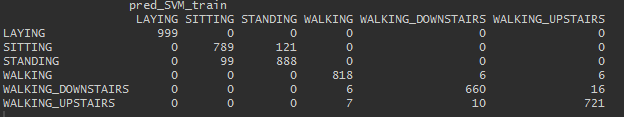 pred_SVM_train
LAYING SITTING STANDING WALKING WALKING_DOWNSTAIRS WALKING_UPSTAIRS
LAYING 999 0 0 0 0 0
SITTING 0 789 121 0 0 0
STANDING 0 99 888 0 0 0
WALKING 0 0 0 818 6 6
WALKING_DOWNSTAIRS 0 0 0 6 660 16
WALKING_UPSTAIRS 0 0 0 7 10 721